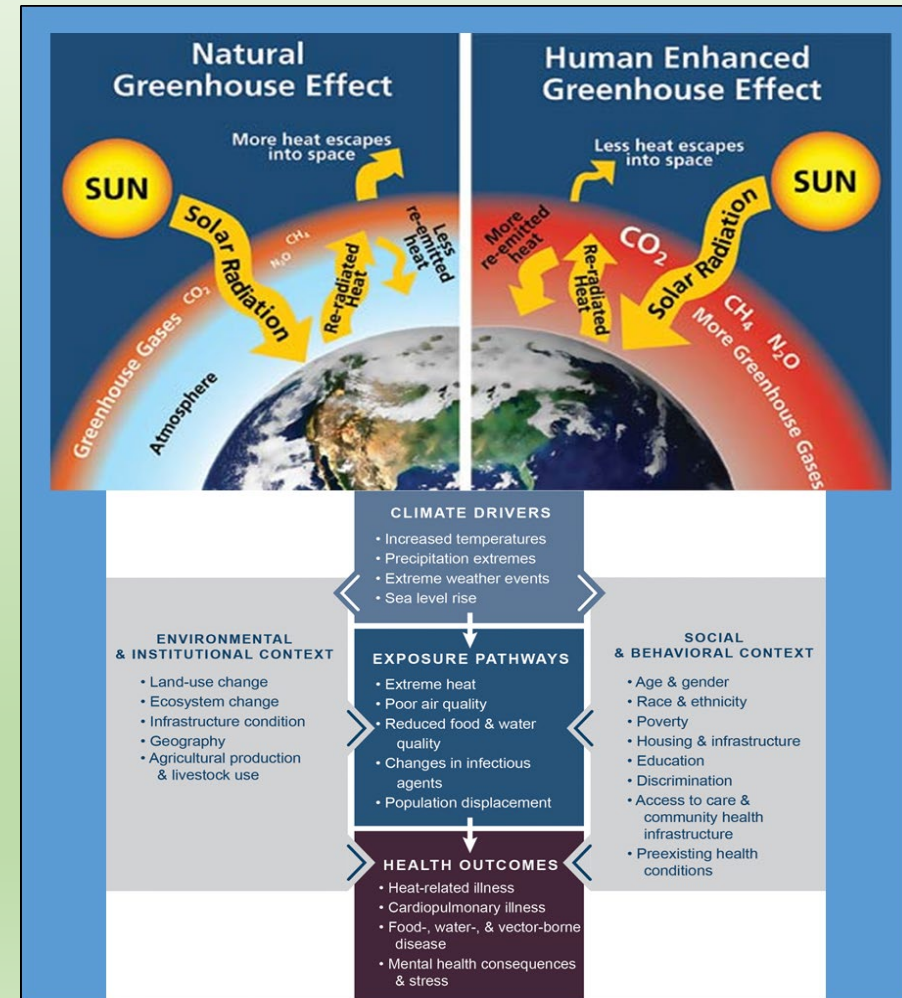 Natural
Greenhouse Effect
More heat escapes
into space
SUN
Solar Radiation
Re-radiated
Heat
Less
re-emitted
heat
CH₄
N₂O
CO₂
Greenhouse Gases
Atmosphere
Human Enhanced
Greenhouse Effect
Less heat escapes
into space
SUN
Solar Radiation
More
re-emitted
heat
Re-radiated
Heat
CO₂
CH₄ N₂O
More Greenhouse Gases
CLIMATE DRIVERS
• Increased temperatures
• Precipitation extremes
• Extreme weather events
• Sea level rise
ENVIRONMENTAL
& INSTITUTIONAL CONTEXT
• Land-use change
• Ecosystem change
• Infrastructure condition
• Geography
• Agricultural production
& livestock use
EXPOSURE PATHWAYS
• Extreme heat
• Poor air quality
• Reduced food & water
quality
• Changes in infectious
agents
• Population displacement
SOCIAL
& BEHAVIORAL CONTEXT
• Age & gender
• Race & ethnicity
• Poverty
• Housing & infrastructure
• Education
• Discrimination
• Access to care &
community health
infrastructure
• Preexisting health
conditions
HEALTH OUTCOMES
• Heat-related illness
• Cardiopulmonary illness
• Food-, water-, & vector-borne
disease
• Mental health consequences
& stress